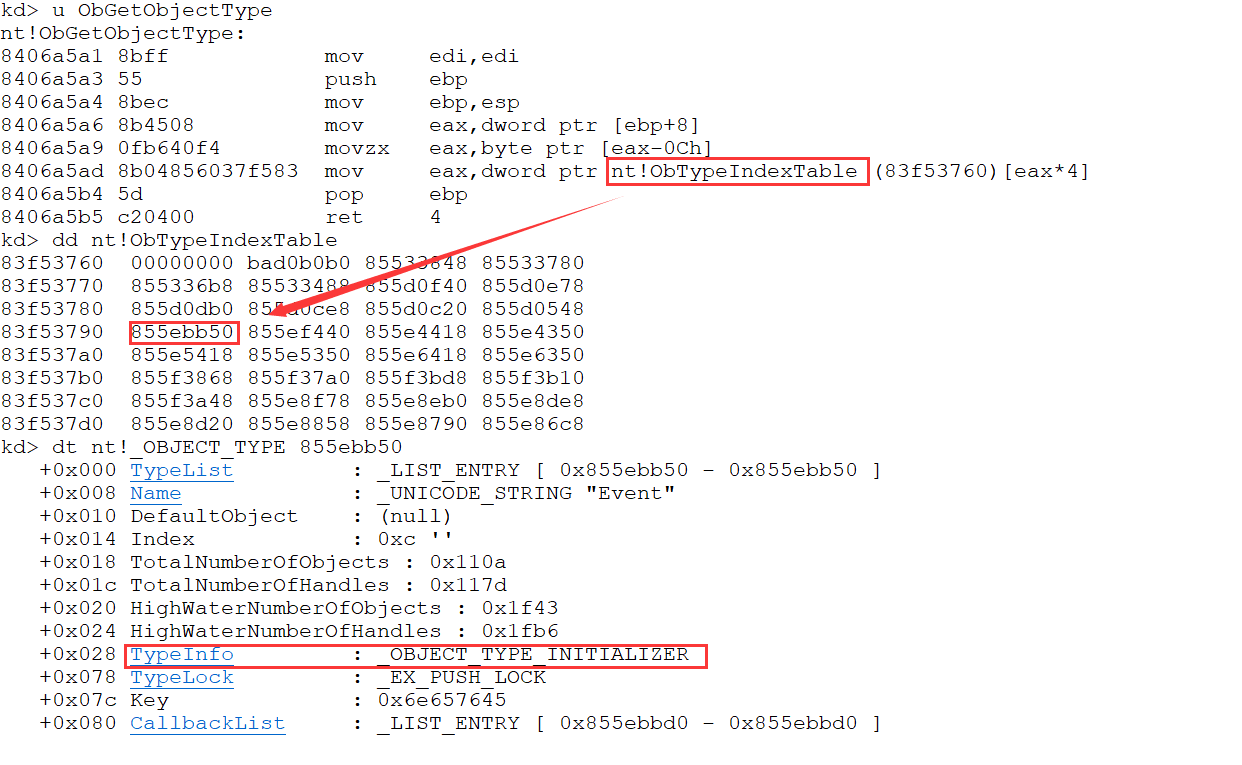 kd> u ObGetObjectType
nt!ObGetObjectType:
8406a5a1 8bff            mov     edi,edi
8406a5a3 55              push    ebp
8406a5a4 8bec            mov     ebp,esp
8406a5a6 8b4508          mov     eax,dword ptr [ebp+8]
8406a5a9 0fb640f4        movzx   eax,byte ptr [eax-0Ch]
8406a5ad 8b04856037f583  mov     eax,dword ptr nt!ObTypeIndexTable (83f53760)[eax*4]
8406a5b4 5d              pop     ebp
8406a5b5 c20400          ret     4
kd> dd nt!ObTypeIndexTable
83f53760  00000000 bad0b0b0 85533848 85533780
83f53770  855336b8 85533488 855d0f40 855d0e78
83f53780  855d0db0 855d0ce8 855d0c20 855d0548
83f53790  855ebb50 855ef440 855e4418 855e4350
83f537a0  855e5418 855e5350 855e6418 855e6350
83f537b0  855f3868 855f37a0 855f3bd8 855f3b10
83f537c0  855f3a48 855e8f78 855e8eb0 855e8de8
83f537d0  855e8d20 855e8858 855e8790 855e86c8
kd> dt nt!_OBJECT_TYPE 855ebb50
   +0x000 TypeList         : _LIST_ENTRY [ 0x855ebb50 - 0x855ebb50 ]
   +0x008 Name             : _UNICODE_STRING "Event"
   +0x010 DefaultObject    : (null)
   +0x014 Index            : 0xc ''
   +0x018 TotalNumberOfObjects : 0x110a
   +0x01c TotalNumberOfHandles : 0x117d
   +0x020 HighWaterNumberOfObjects : 0x1f43
   +0x024 HighWaterNumberOfHandles : 0x1fb6
   +0x028 TypeInfo         : _OBJECT_TYPE_INITIALIZER
   +0x078 TypeLock         : _EX_PUSH_LOCK
   +0x07c Key              : 0x6e657645
   +0x080 CallbackList     : _LIST_ENTRY [ 0x855ebbd0 - 0x855ebbd0 ]